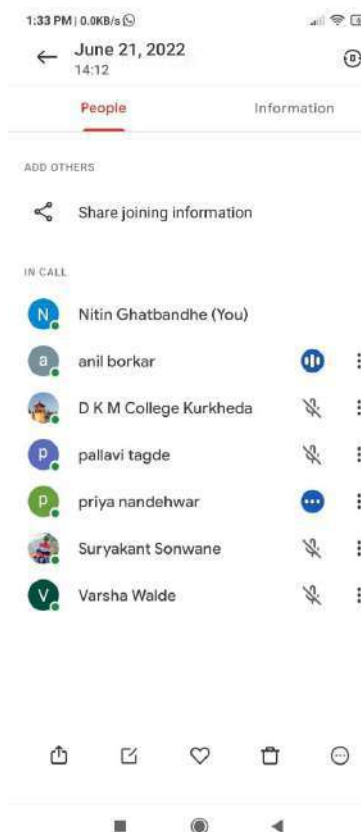 1:33 PM | 0.0KB/s
June 21, 2022
14:12
People Information
ADD OTHERS
Share joining information
IN CALL
N Nitin Ghatbandhe (You)
a anil borkar
D K M College Kurkheda
p pallavi tagde
p priya nandehwar
Suryakant Sonwane
V Varsha Walde